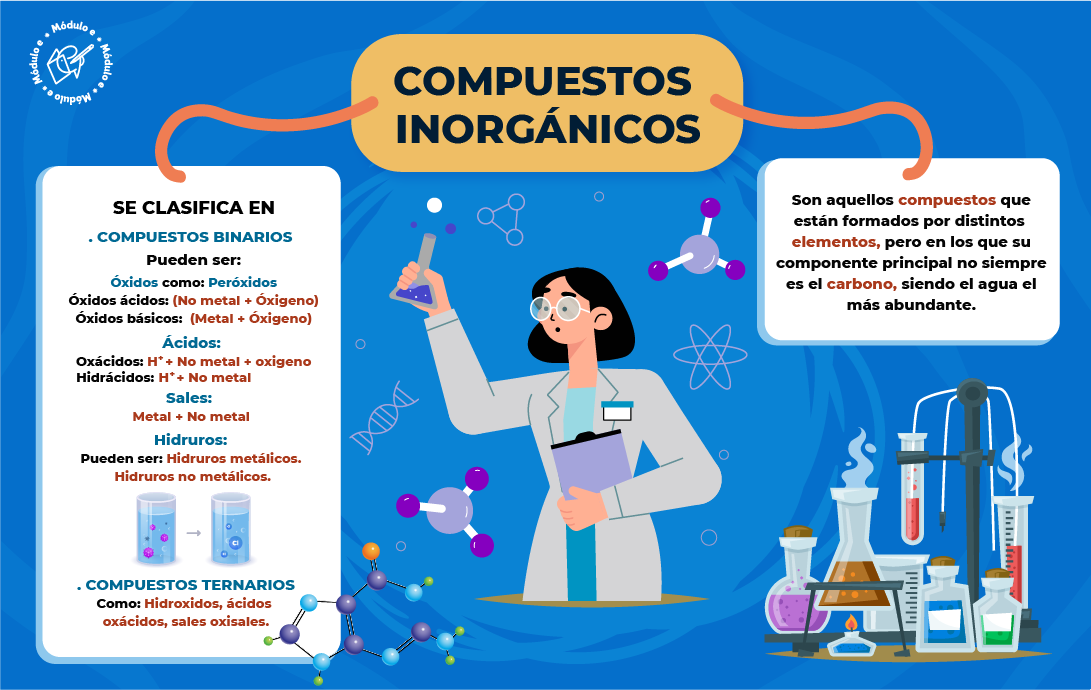 Módulo e • Módulo e • Módulo e • Módulo e •
COMPUESTOS
INORGÁNICOS
SE CLASIFICA EN
. COMPUESTOS BINARIOS
Pueden ser:
Óxidos como: Peróxidos
Óxidos ácidos: (No metal + Óxigeno)
Óxidos básicos: (Metal + Óxigeno)
Ácidos:
Oxácidos: H⁺ + No metal + oxigeno
Hidrácidos: H⁺ + No metal
Sales:
Metal + No metal
Hidruros:
Pueden ser: Hidruros metálicos.
Hidruros no metálicos.
Cl
. COMPUESTOS TERNARIOS
Como: Hidroxidos, ácidos
oxácidos, sales oxisales.
Son aquellos compuestos que
están formados por distintos
elementos, pero en los que su
componente principal no siempre
es el carbono, siendo el agua el
más abundante.